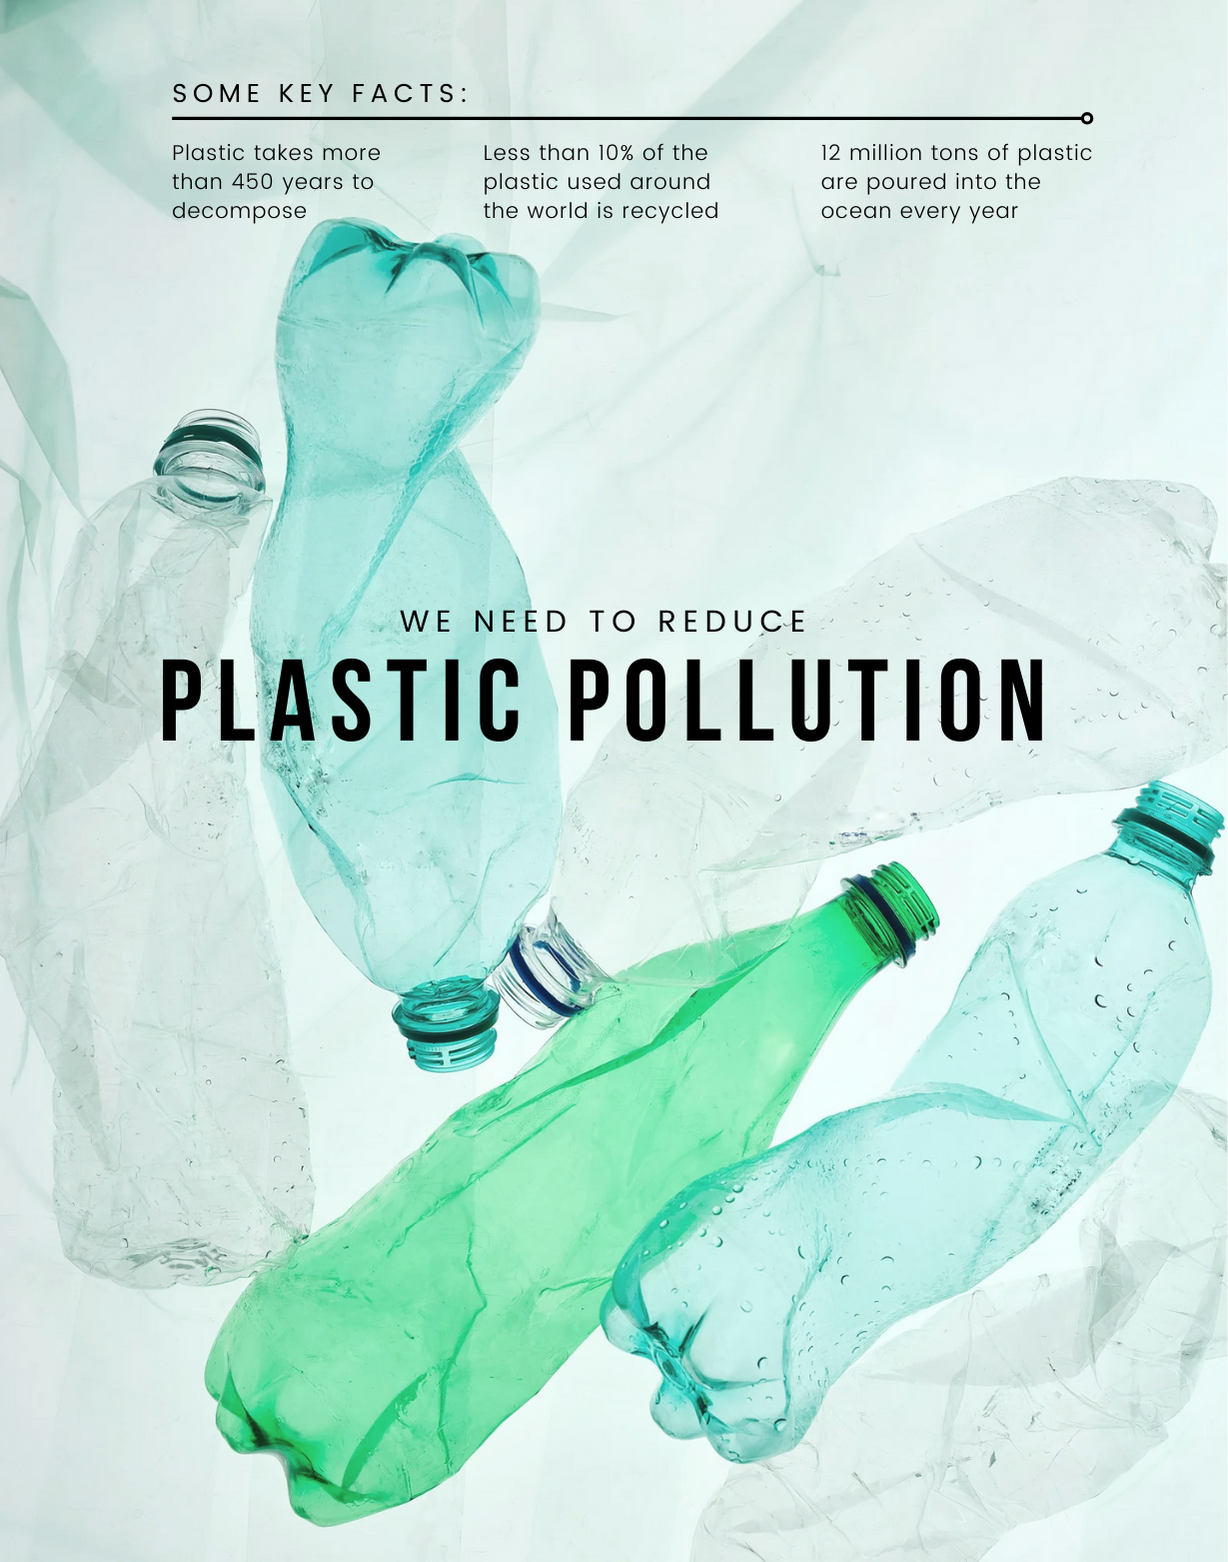 SOME KEY FACTS:
Plastic takes more
than 450 years to
decompose
Less than 10% of the
plastic used around
the world is recycled
12 million tons of plastic
are poured into the
ocean every year
WE NEED TO REDUCE
PLASTIC POLLUTION